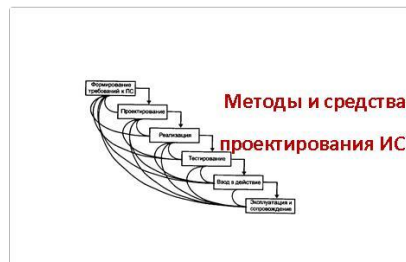 Формирование
требований к ПС
Проектирование
Реализация
Тестирование
Ввод в действие
Эксплуатация и
сопровождение
Методы и средства
проектирования ИС